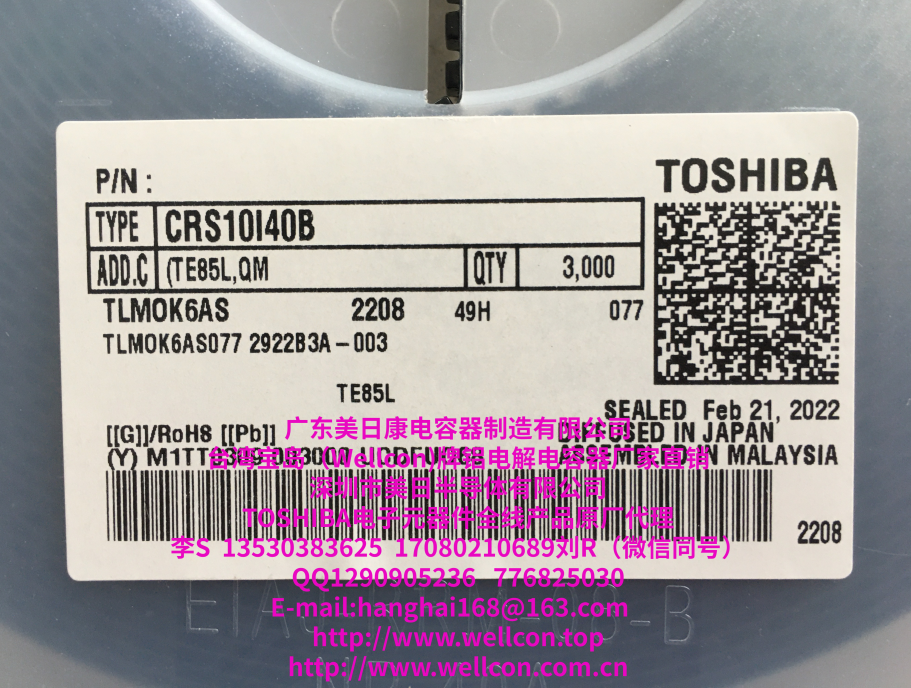 P/N :
TOSHIBA
TYPE CRS10I40B
ADD.C (TE85L,QM QTY 3,000
TLMOK6AS 2208 49H 077
TLMOK6AS077 2922B3A-003
TE85L
SEALED Feb 21, 2022
[[G]]/RoHS [[Pb]]
广东美日康电容器制造有限公司
DIFFUSED IN JAPAN
(Y)
台湾宝岛(Wellcon)牌铝电解电容器厂家直销
ASSEMBLED IN MALAYSIA
深圳市美日半导体有限公司
TOSHIBA电子元器件全线产品原厂代理
2208
李S 13530383625 17080210689刘R(微信同号)
QQ1290905236 776825030
E-mail:hanghai168@163.com
http://www.wellcon.top
http://www.wellcon.com.cn